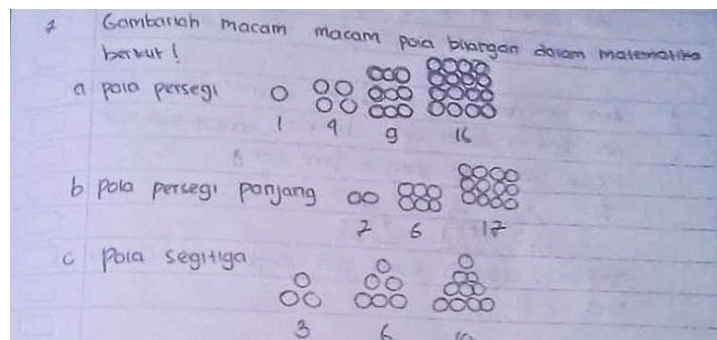 1 Gambarlah macam macam pola bilangan dalam matematika
berikut!
a pola persegi
1 4 9 16
b pola persegi panjang
2 6 12
c pola segitiga
3 6 10